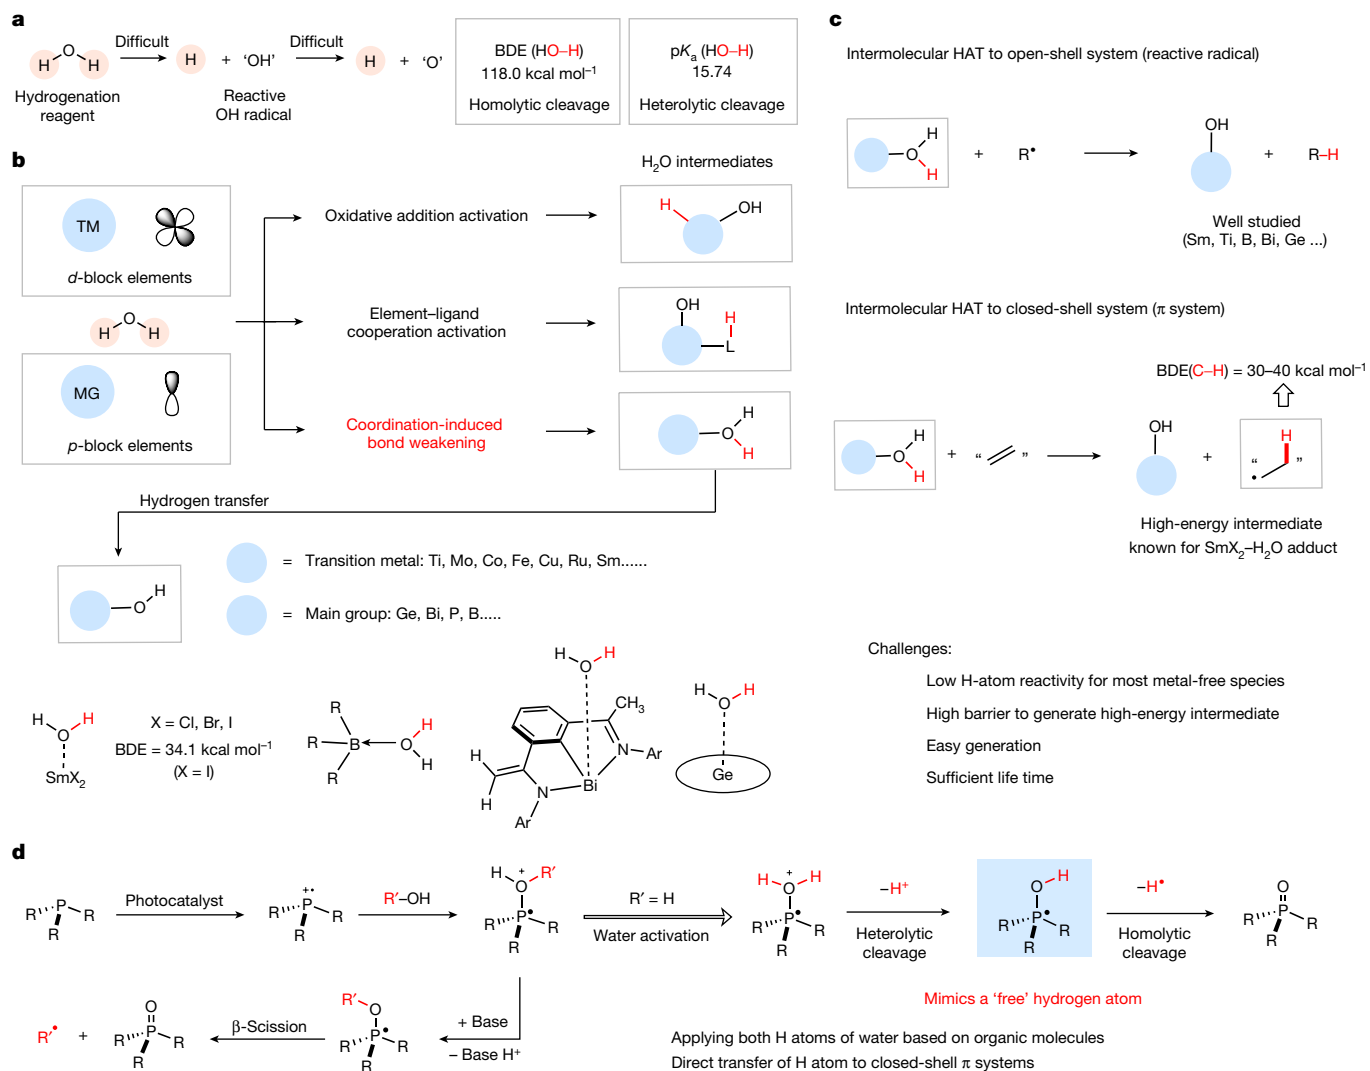 a
Difficult
Difficult
H
O
H
H
+ 'OH'
H
+ 'O'
Hydrogenation
reagent
Reactive
OH radical
BDE (HO–H)
118.0 kcal mol⁻¹
Homolytic cleavage
pKₐ (HO–H)
15.74
Heterolytic cleavage
b
H₂O intermediates
TM
d-block elements
H
O
H
MG
p-block elements
Oxidative addition activation
H
OH
Element–ligand
cooperation activation
OH
H
L
Coordination-induced
bond weakening
H
O
H
Hydrogen transfer
H
O
= Transition metal: Ti, Mo, Co, Fe, Cu, Ru, Sm......
= Main group: Ge, Bi, P, B.....
H
H
O
SmX₂
X = Cl, Br, I
BDE = 34.1 kcal mol⁻¹
(X = I)
R
R
B
R
H
O
H
H
H
O
CH₃
N
Ar
Bi
N
Ar
H
H
H
H
O
Ge
c
Intermolecular HAT to open-shell system (reactive radical)
H
O
H
+
R•
OH
+
R–H
Well studied
(Sm, Ti, B, Bi, Ge ...)
Intermolecular HAT to closed-shell system (π system)
BDE(C–H) = 30–40 kcal mol⁻¹
H
O
H
+
“ ”
OH
+
H
“ • ”
High-energy intermediate
known for SmX₂–H₂O adduct
Challenges:
Low H-atom reactivity for most metal-free species
High barrier to generate high-energy intermediate
Easy generation
Sufficient life time
d
R
P
R
R
Photocatalyst
+•
R
P
R
R
R′–OH
H
+
O
R′
R
P•
R
R
R′ = H
Water activation
H
+
O
H
R
P•
R
R
–H⁺
Heterolytic
cleavage
O
H
R
P•
R
R
–H•
Homolytic
cleavage
O
R
P
R
R
Mimics a 'free' hydrogen atom
+ Base
– Base H⁺
R′
O
R
P•
R
R
β-Scission
R′•
+
O
R
P
R
R
Applying both H atoms of water based on organic molecules
Direct transfer of H atom to closed-shell π systems